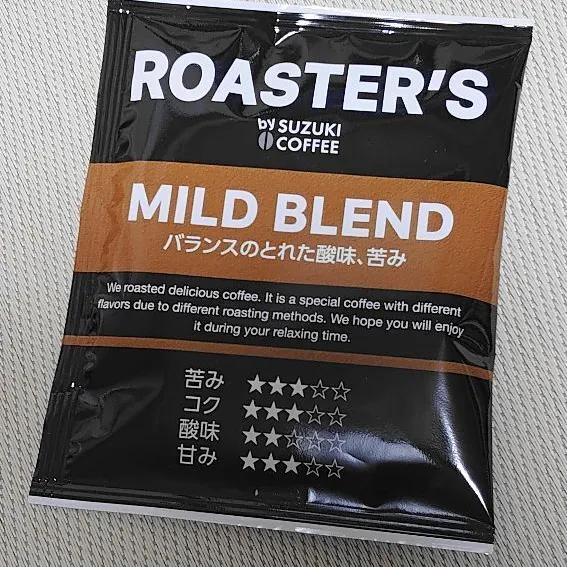 ROASTER'S
by SUZUKI
COFFEE
MILD BLEND
バランスのとれた酸味、苦み
We roasted delicious coffee. It is a special coffee with different
flavors due to different roasting methods. We hope you will enjoy
it during your relaxing time.
苦み ★★★☆☆
コク ★★★☆☆
酸味 ★★☆☆☆
甘み ★★★☆☆